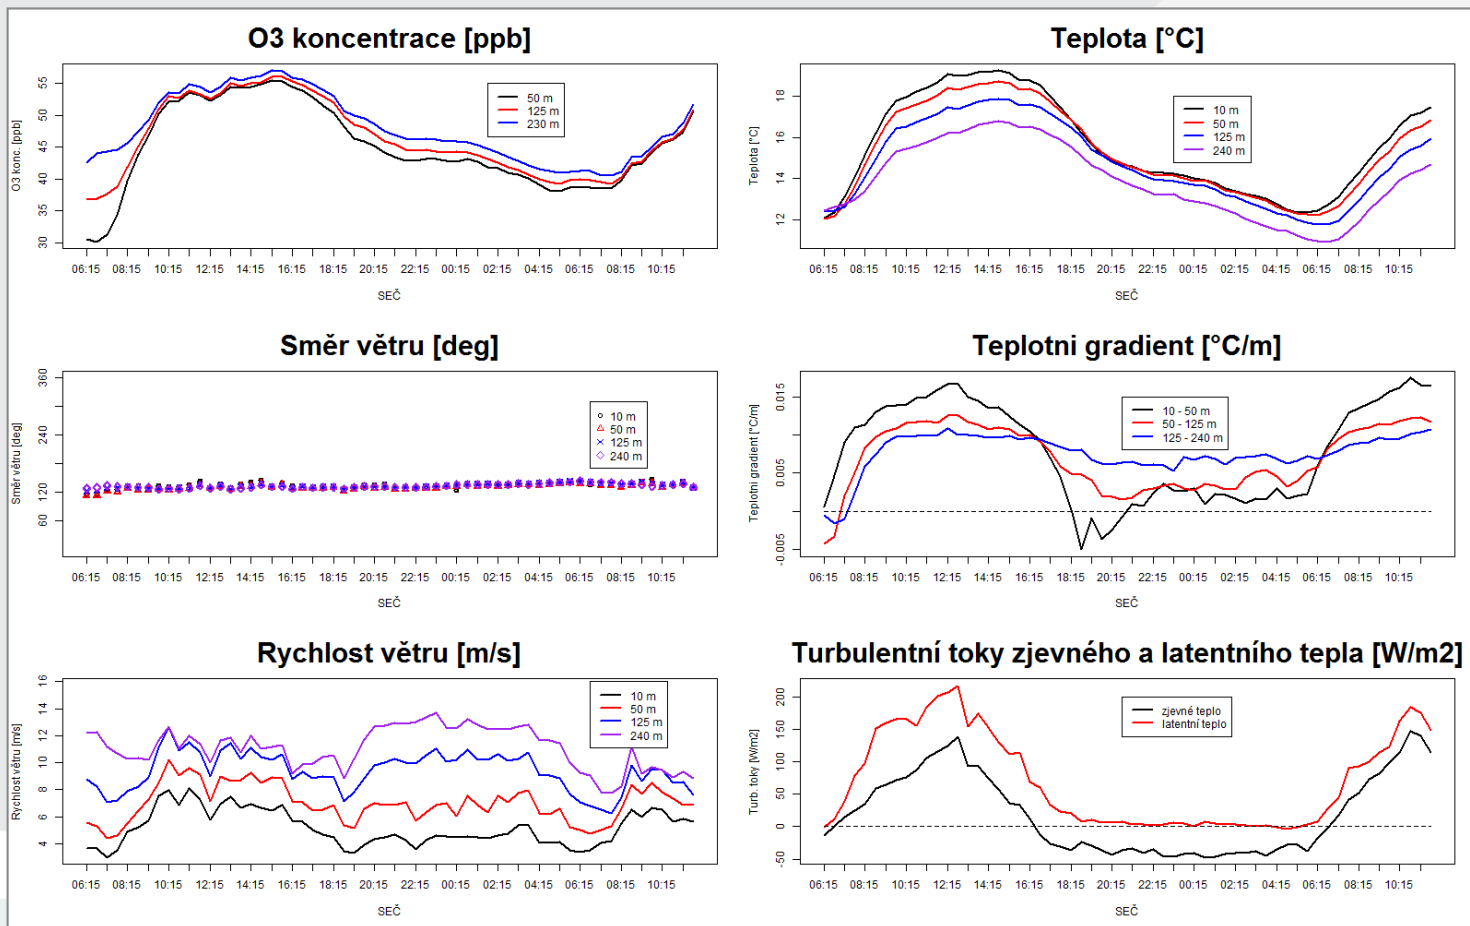 O3 koncentrace [ppb]
O3 konc. [ppb]
55
50
45
40
35
30
50 m
125 m
230 m
06:15 08:15 10:15 12:15 14:15 16:15 18:15 20:15 22:15 00:15 02:15 04:15 06:15 08:15 10:15
SEČ
Teplota [°C]
Teplota [°C]
18
16
14
12
10 m
50 m
125 m
240 m
06:15 08:15 10:15 12:15 14:15 16:15 18:15 20:15 22:15 00:15 02:15 04:15 06:15 08:15 10:15
SEČ
Směr větru [deg]
Směr větru [deg]
360
240
120
60
10 m
50 m
125 m
240 m
06:15 08:15 10:15 12:15 14:15 16:15 18:15 20:15 22:15 00:15 02:15 04:15 06:15 08:15 10:15
SEČ
Teplotni gradient [°C/m]
Teplotni gradient [°C/m]
0.015
0.005
-0.005
10 - 50 m
50 - 125 m
125 - 240 m
06:15 08:15 10:15 12:15 14:15 16:15 18:15 20:15 22:15 00:15 02:15 04:15 06:15 08:15 10:15
SEČ
Rychlost větru [m/s]
Rychlost větru [m/s]
16
14
12
10
8
6
4
10 m
50 m
125 m
240 m
06:15 08:15 10:15 12:15 14:15 16:15 18:15 20:15 22:15 00:15 02:15 04:15 06:15 08:15 10:15
SEČ
Turbulentní toky zjevného a latentního tepla [W/m2]
Turb. toky [W/m2]
200
150
100
50
0
-50
zjevné teplo
latentní teplo
06:15 08:15 10:15 12:15 14:15 16:15 18:15 20:15 22:15 00:15 02:15 04:15 06:15 08:15 10:15
SEČ